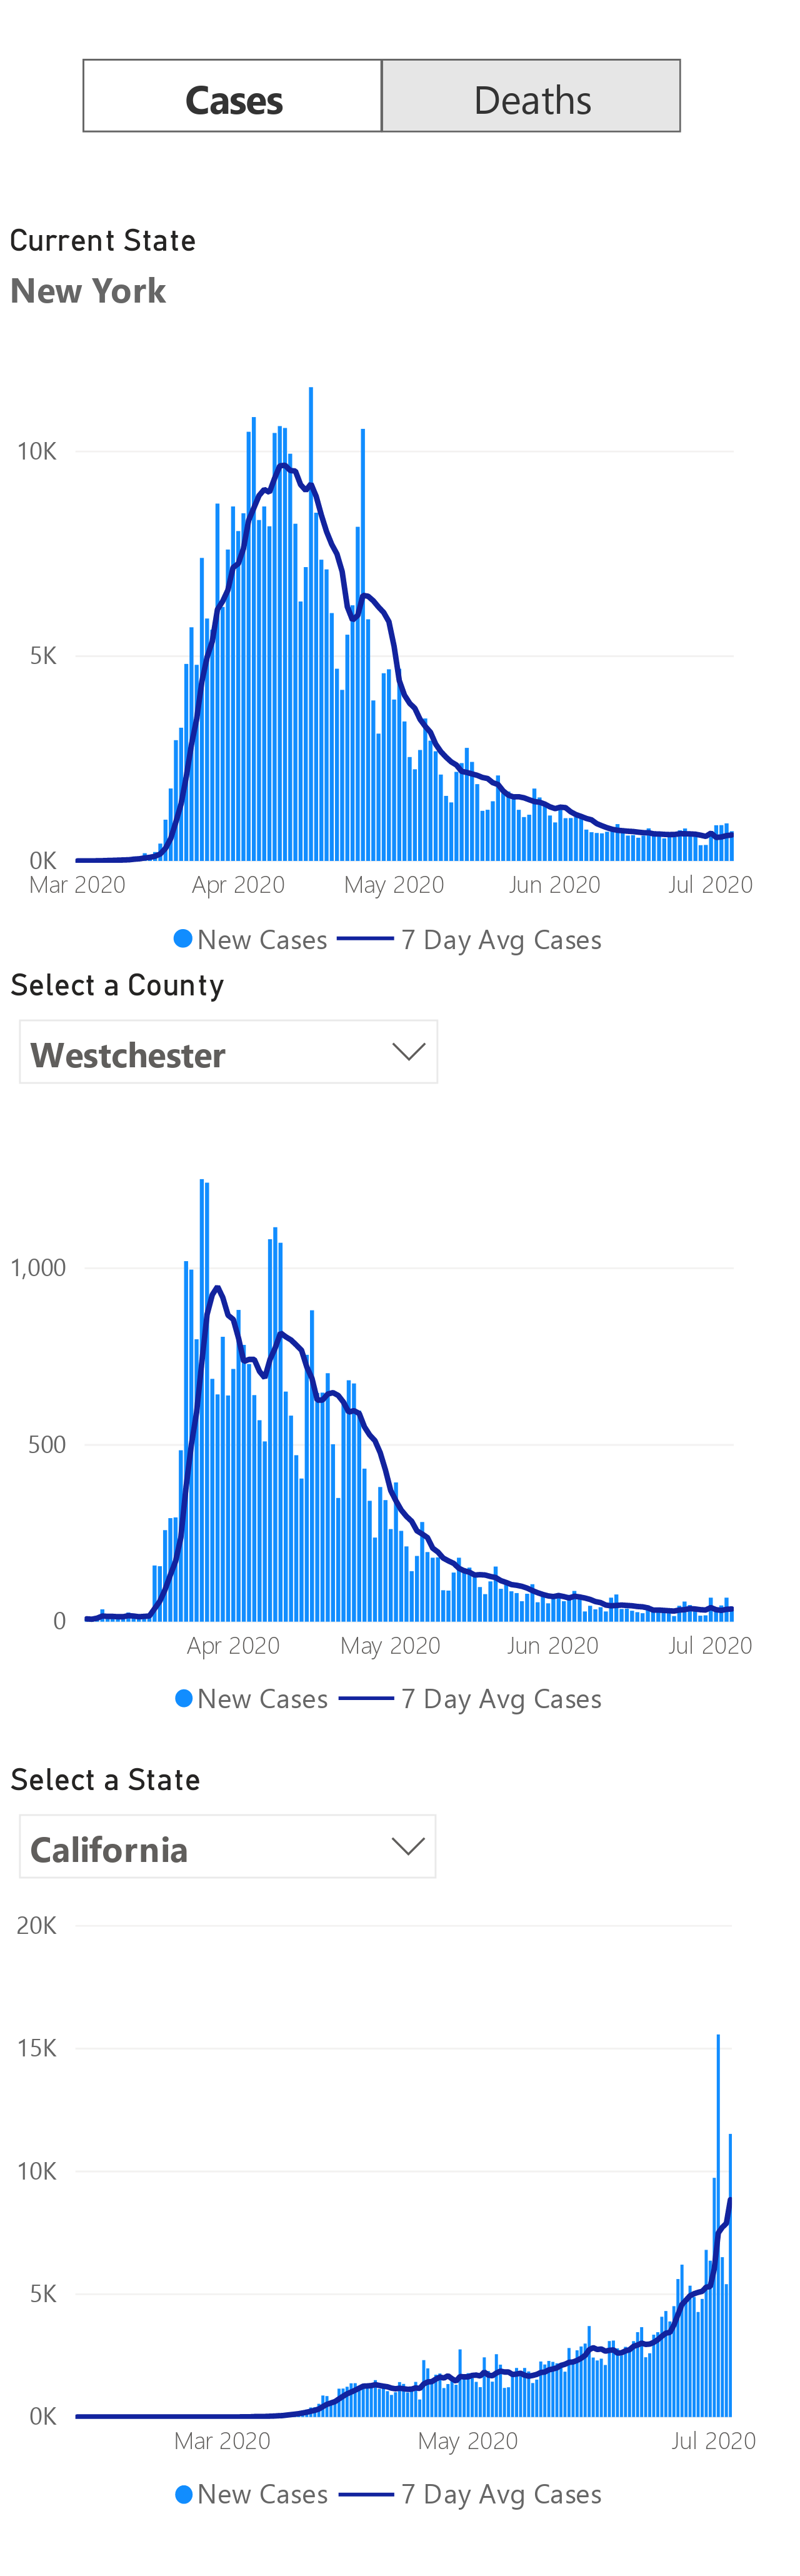 Cases Deaths
Current State
New York
10K
5K
0K
Mar 2020 Apr 2020 May 2020 Jun 2020 Jul 2020
New Cases 7 Day Avg Cases
Select a County
Westchester
1,000
500
0
Apr 2020 May 2020 Jun 2020 Jul 2020
New Cases 7 Day Avg Cases
Select a State
California
20K
15K
10K
5K
0K
Mar 2020 May 2020 Jul 2020
New Cases 7 Day Avg Cases